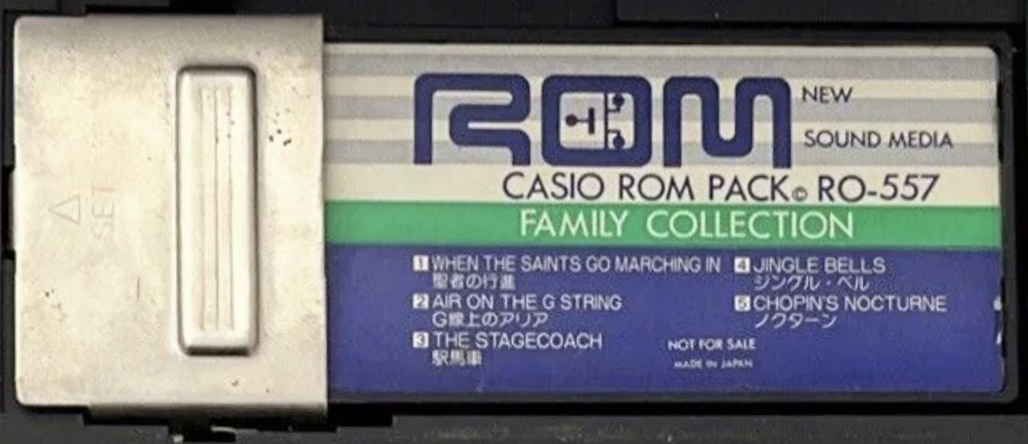 △ SET
ROM
NEW
SOUND MEDIA
CASIO ROM PACK© RO-557
FAMILY COLLECTION
1 WHEN THE SAINTS GO MARCHING IN
聖者の行進
2 AIR ON THE G STRING
G線上のアリア
3 THE STAGECOACH
駅馬車
4 JINGLE BELLS
ジングル・ベル
5 CHOPIN'S NOCTURNE
ノクターン
NOT FOR SALE
MADE IN JAPAN